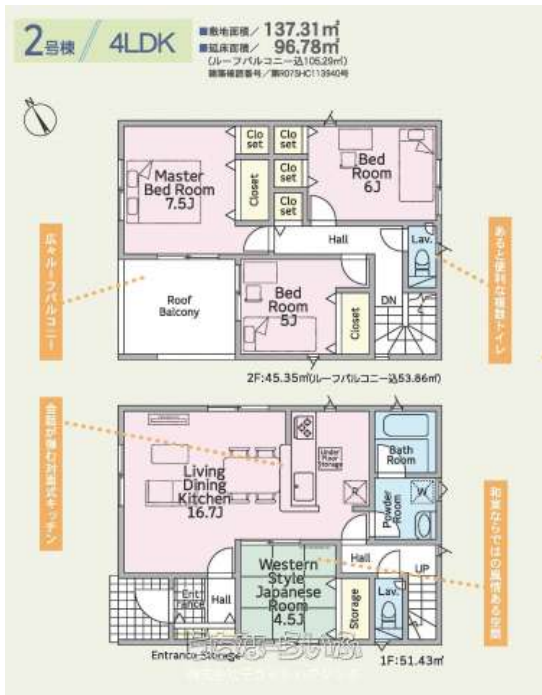 2号棟 / 4LDK
■敷地面積／ 137.31㎡
■延床面積／ 96.78㎡
(ルーフバルコニー込105.29㎡)
Master
Bed Room
7.5J
Clo
set
Clo
set
Clo
set
Clo
set
Closet
Bed
Room
6J
Hall
Lav.
Roof
Balcony
Bed
Room
5J
Closet
DN
広々ルーフバルコニー
あると便利な複数トイレ
2F:45.35㎡(ルーフバルコニー込53.86㎡)
会話が弾む対面式キッチン
Living
Dining
Kitchen
16.7J
Under
Floor
Storage
R
Bath
Room
Powder
Room
W
和室ならではの風情ある空間
Hall
UP
Western
Style
Japanese
Room
4.5J
Storage
Lav.
Ent
rance
Hall
Entrance Storage
1F:51.43㎡